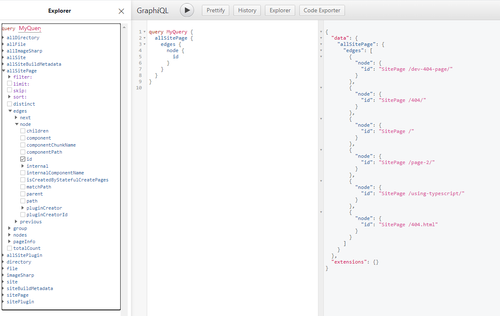 Explorer
X
query MyQuery
allDirectory
allFile
allImageSharp
allSite
allSiteBuildMetadata
allSitePage
filter:
limit:
skip:
sort:
distinct
edges
next
node
children
component
componentChunkName
componentPath
id
internal
internalComponentName
isCreatedByStatefulCreatePages
matchPath
parent
path
pluginCreator
pluginCreatorId
previous
group
nodes
pageInfo
totalCount
allSitePlugin
directory
file
imageSharp
site
siteBuildMetadata
sitePage
sitePlugin
GraphiQL
Prettify
History
Explorer
Code Exporter
1 query MyQuery {
2 allSitePage {
3 edges {
4 node {
5 id
6 }
7 }
8 }
9 }
10
{
"data": {
"allSitePage": {
"edges": [
{
"node": {
"id": "SitePage /dev-404-page/"
}
},
{
"node": {
"id": "SitePage /404/"
}
},
{
"node": {
"id": "SitePage /"
}
},
{
"node": {
"id": "SitePage /page-2/"
}
},
{
"node": {
"id": "SitePage /using-typescript/"
}
},
{
"node": {
"id": "SitePage /404.html"
}
}
]
}
},
"extensions": {}
}